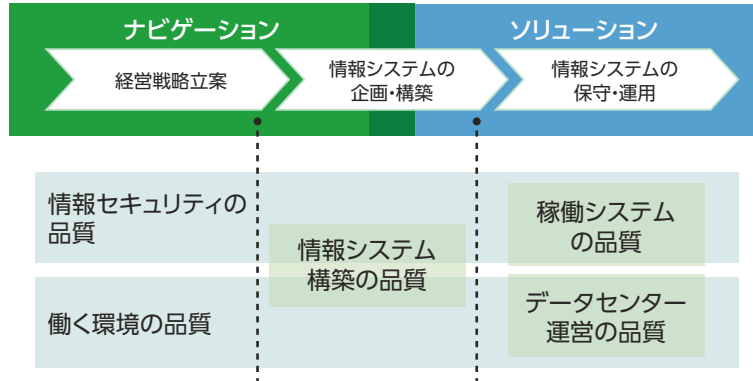 ナビゲーション
ソリューション
経営戦略立案
情報システムの
企画・構築
情報システムの
保守・運用
情報セキュリティの
品質
情報システム
構築の品質
稼働システム
の品質
働く環境の品質
データセンター
運営の品質